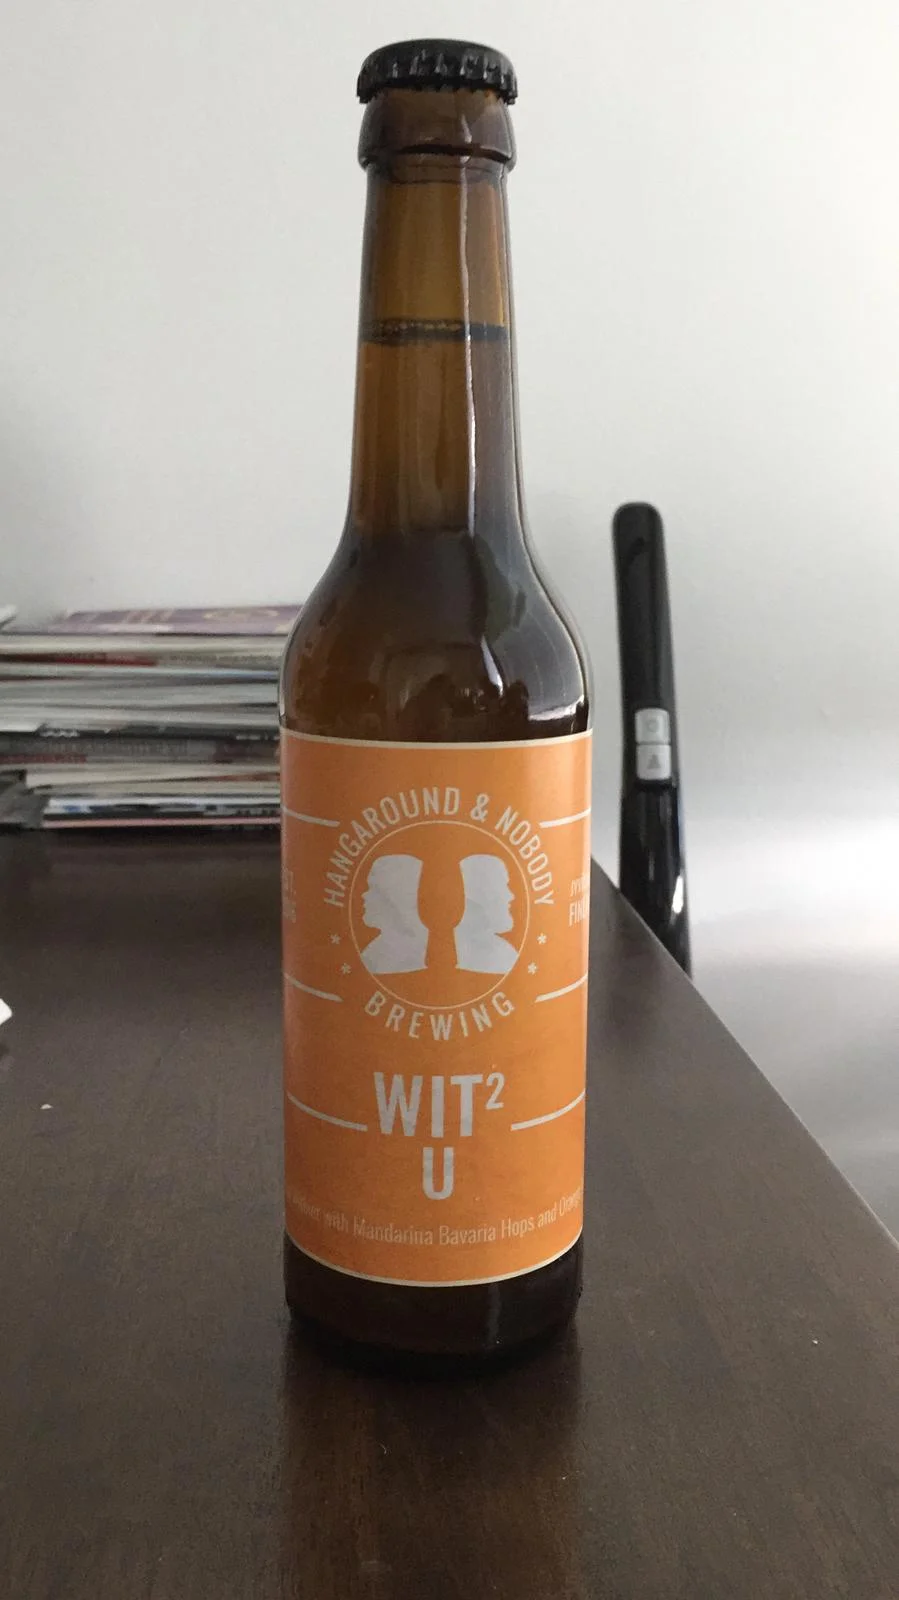 HANGAROUND & NOBODY
BREWING
WIT²
U
with Mandarina Bavaria Hops and